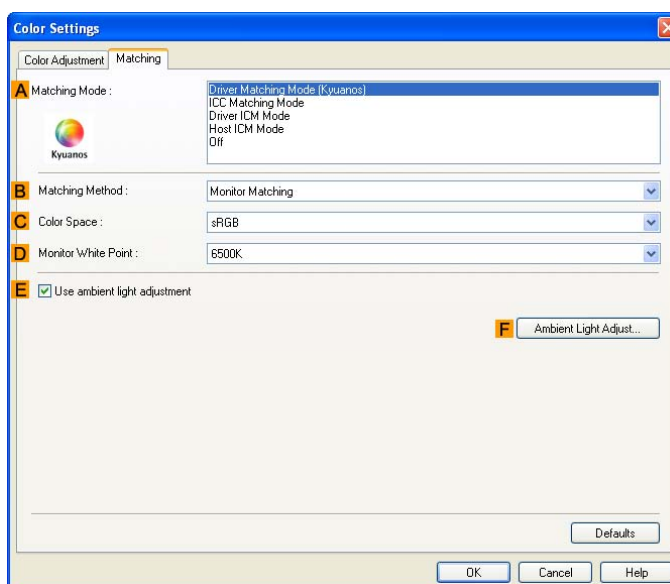 Color Settings
Color Adjustment Matching
A Matching Mode :
Driver Matching Mode (Kyuanos)
ICC Matching Mode
Driver ICM Mode
Host ICM Mode
Off
Kyuanos
B Matching Method : Monitor Matching
C Color Space : sRGB
D Monitor White Point : 6500K
E Use ambient light adjustment
F Ambient Light Adjust...
Defaults
OK Cancel Help